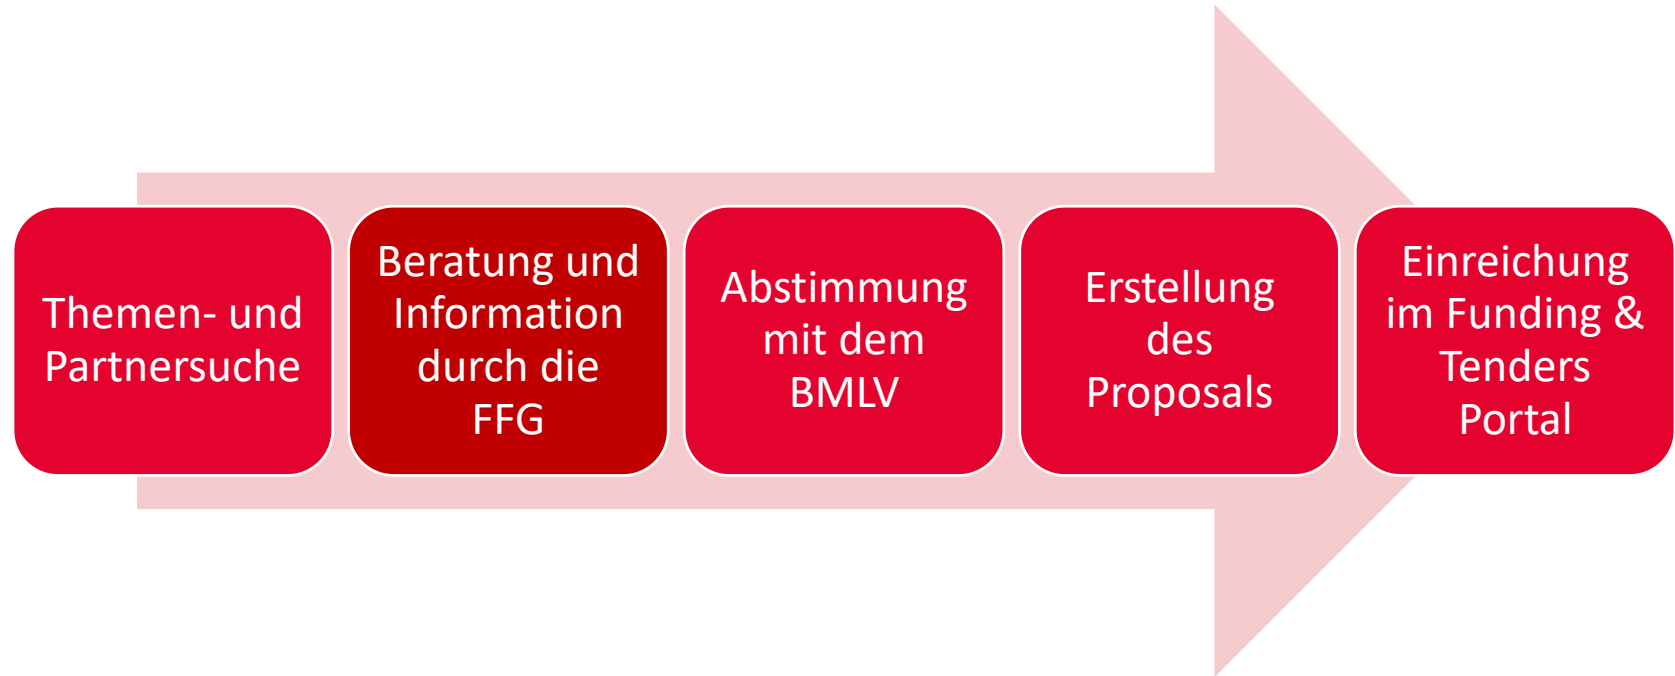 Themen- und
Partnersuche
Beratung und
Information
durch die
FFG
Abstimmung
mit dem
BMLV
Erstellung
des
Proposals
Einreichung
im Funding &
Tenders
Portal